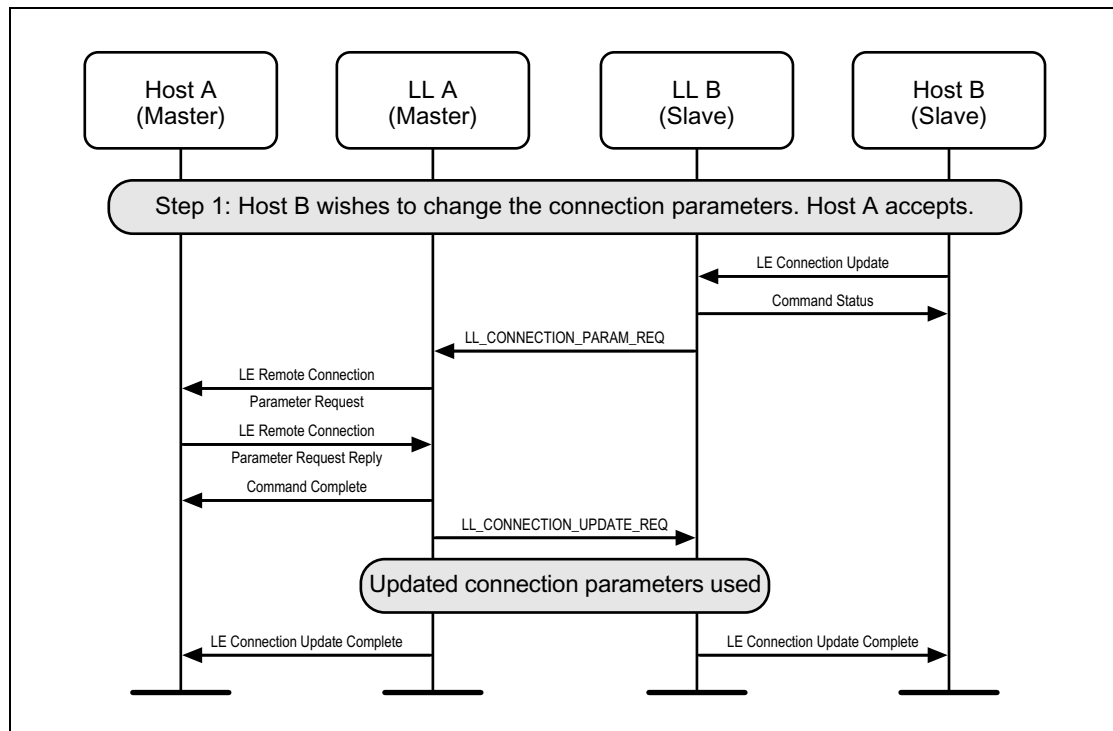 Host A
(Master)
LL A
(Master)
LL B
(Slave)
Host B
(Slave)
Step 1: Host B wishes to change the connection parameters. Host A accepts.
LE Connection Update
Command Status
LL_CONNECTION_PARAM_REQ
LE Remote Connection
Parameter Request
LE Remote Connection
Parameter Request Reply
Command Complete
LL_CONNECTION_UPDATE_REQ
Updated connection parameters used
LE Connection Update Complete
LE Connection Update Complete